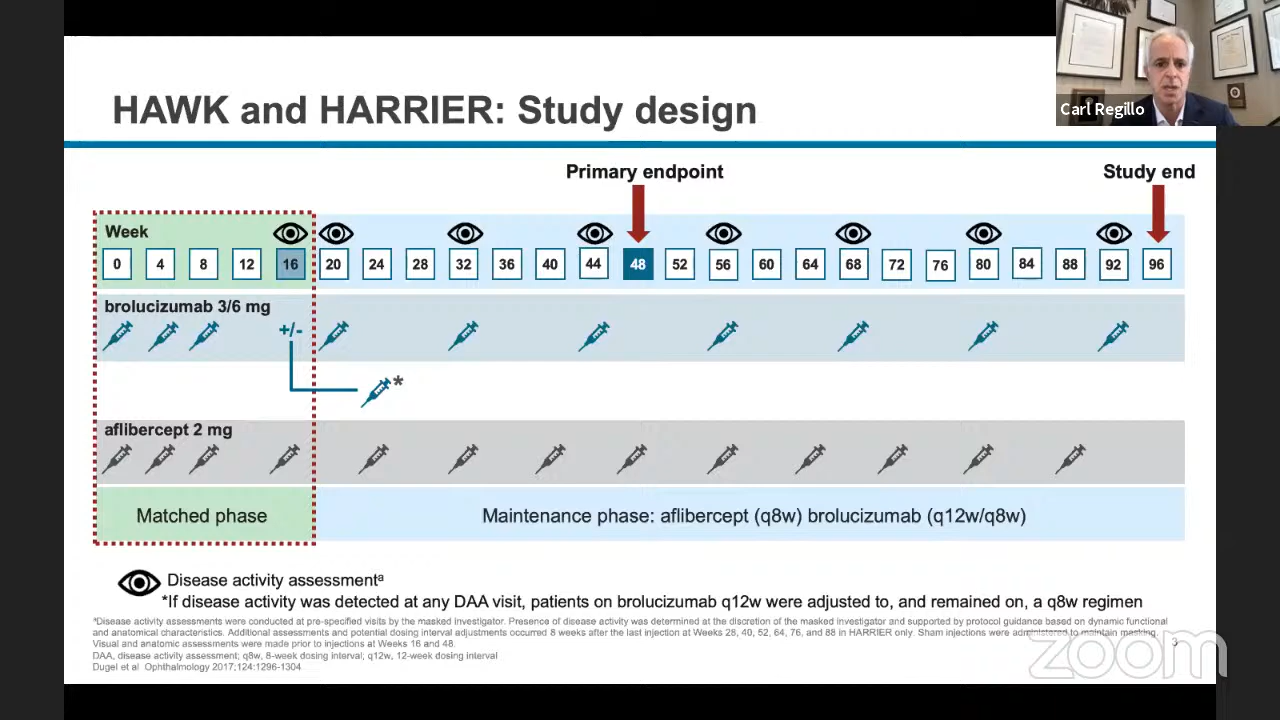 Carl Regillo
HAWK and HARRIER: Study design
Primary endpoint
Study end
Week
0 4 8 12 16 20 24 28 32 36 40 44 48 52 56 60 64 68 72 76 80 84 88 92 96
brolucizumab 3/6 mg
+/-
*
aflibercept 2 mg
Matched phase
Maintenance phase: aflibercept (q8w) brolucizumab (q12w/q8w)
Disease activity assessmentᵃ
*If disease activity was detected at any DAA visit, patients on brolucizumab q12w were adjusted to, and remained on, a q8w regimen
ᵃDisease activity assessments were conducted at pre-specified visits by the masked investigator. Presence of disease activity was determined at the discretion of the masked investigator and supported by protocol guidance based on dynamic functional
and anatomical characteristics. Additional assessments and potential dosing interval adjustments occurred 8 weeks after the last injection at Weeks 28, 40, 52, 64, 76, and 88 in HARRIER only. Sham injections were administered to maintain masking.
Visual and anatomic assessments were made prior to injections at Weeks 16 and 48.
DAA, disease activity assessment; q8w, 8-week dosing interval; q12w, 12-week dosing interval
Dugel et al Ophthalmology 2017;124:1296-1304
3
zoom